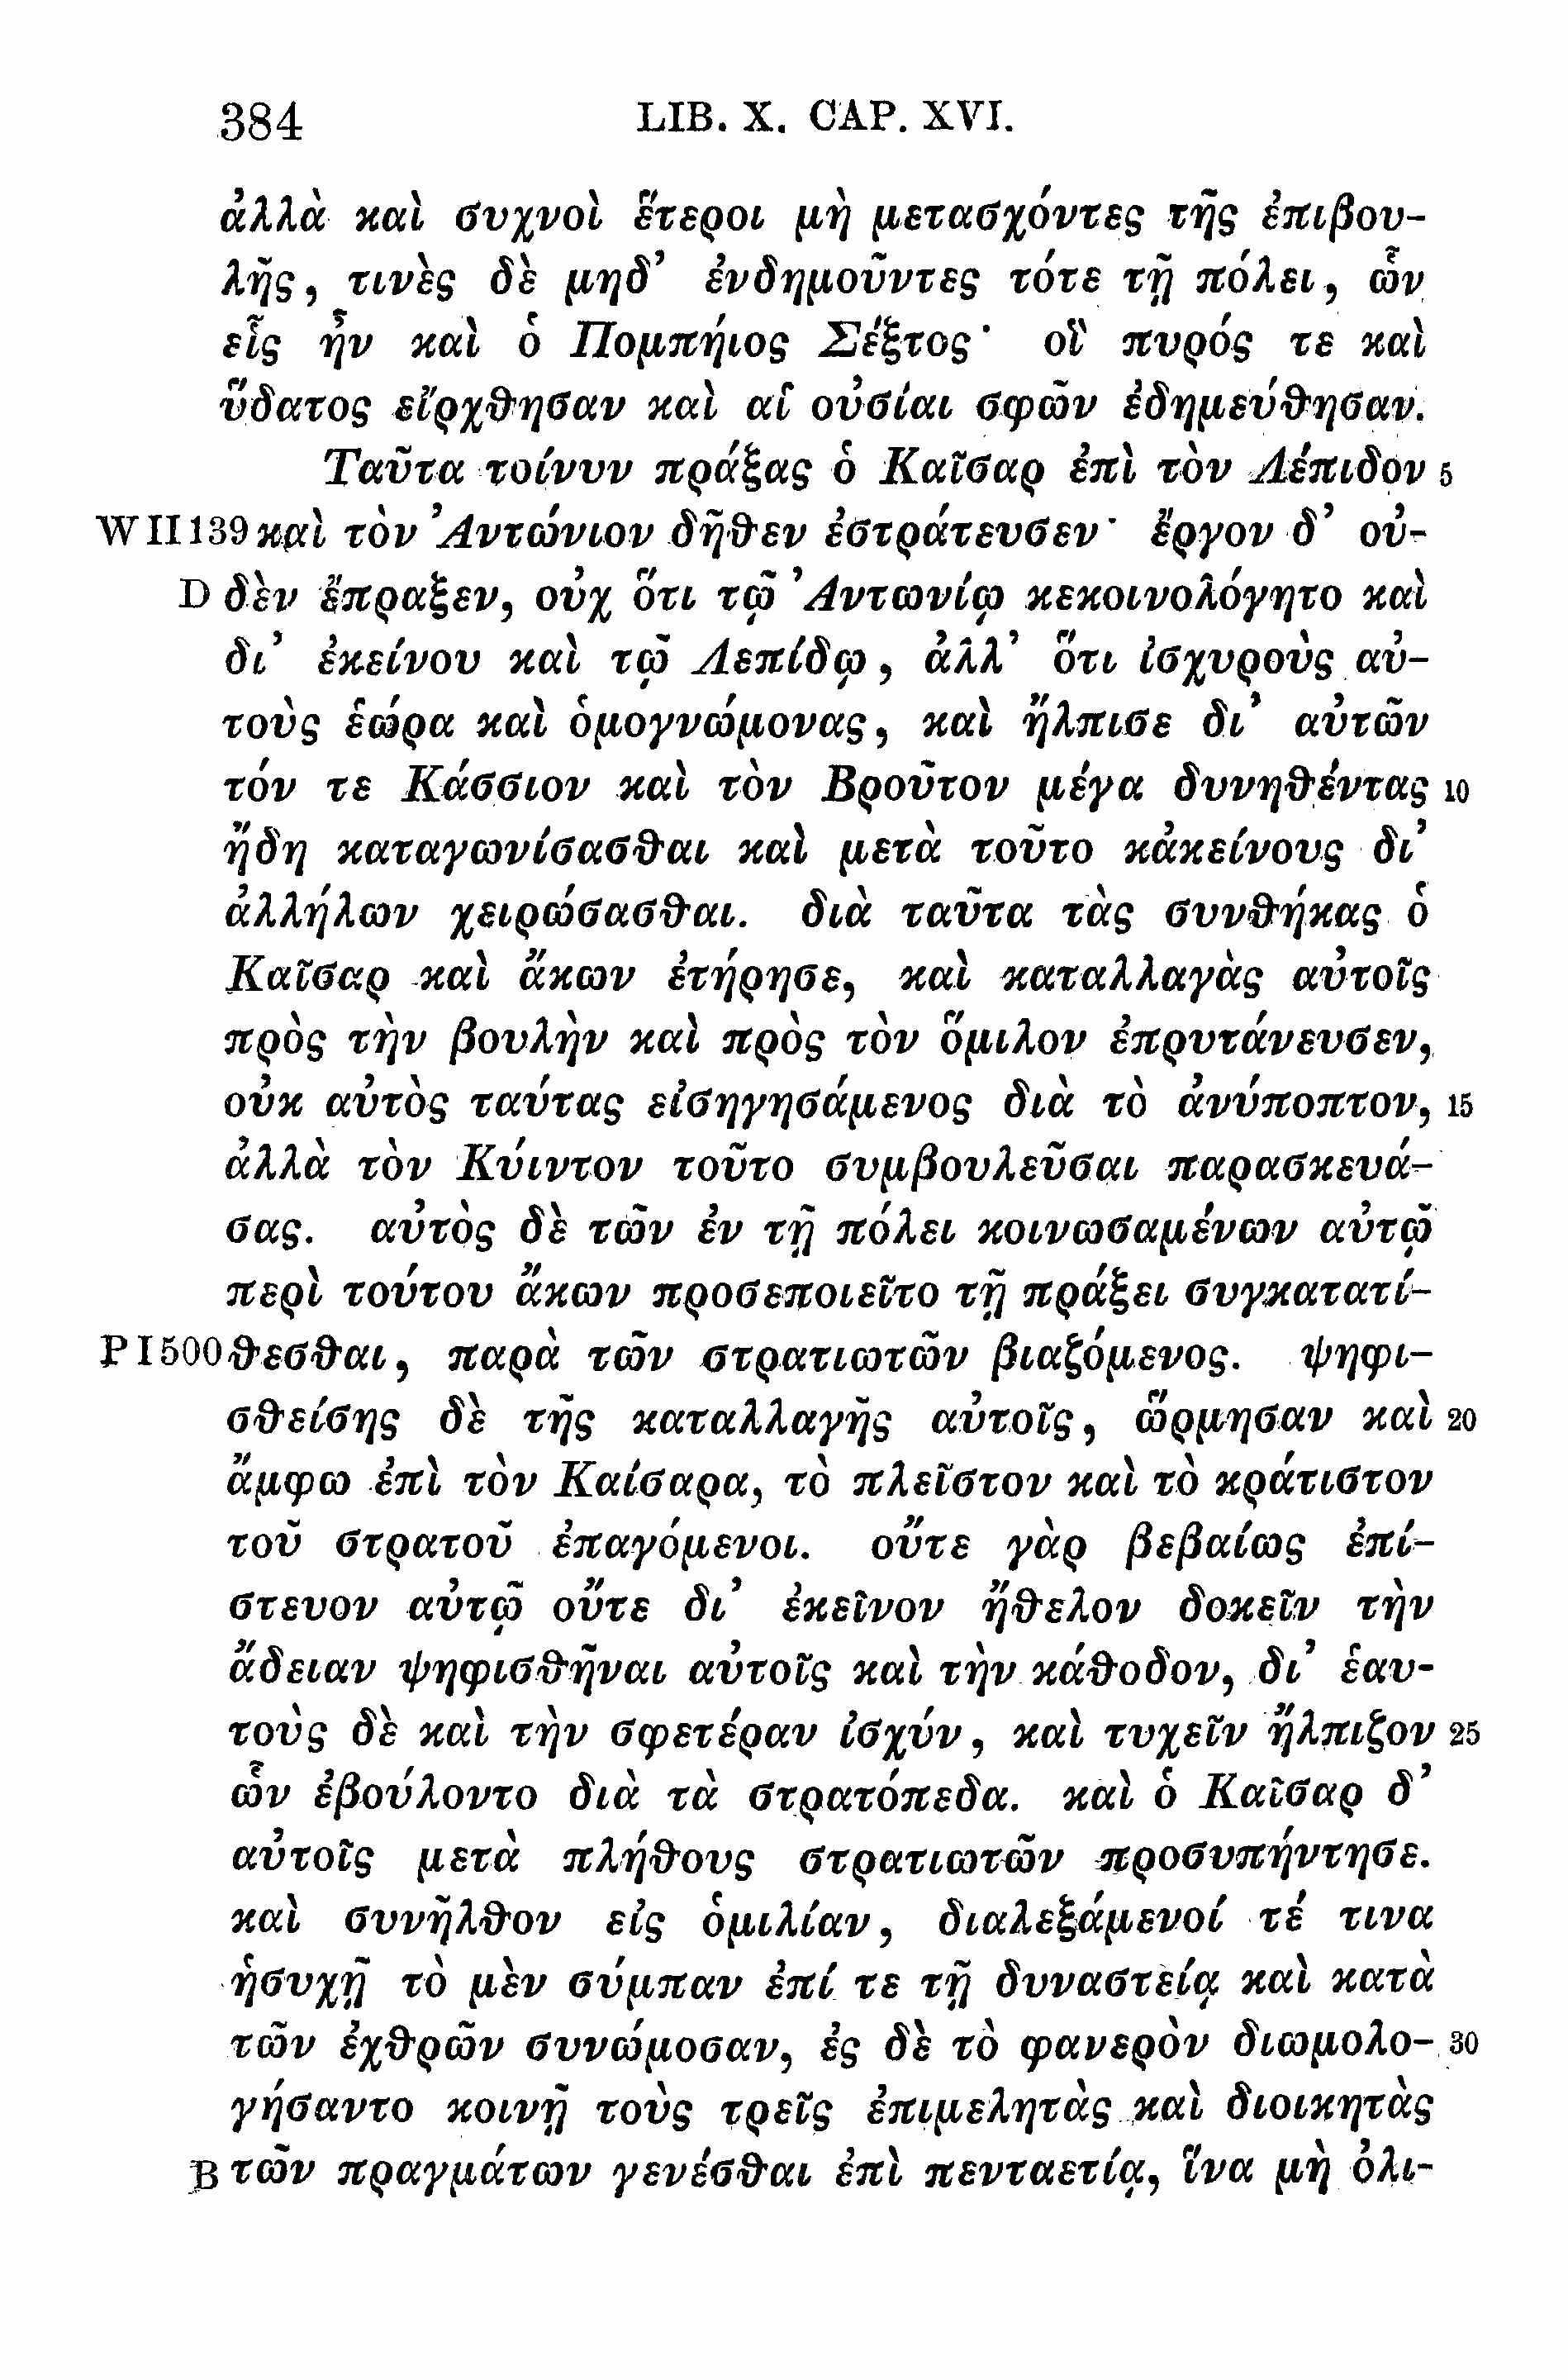 384 LIB. X. CAP. XVI.
ἀλλὰ καὶ συχνοὶ ἕτεροι μὴ μετασχόντες τῆς ἐπιβου-
λῆς, τινὲς δὲ μηδ’ ἐνδημοῦντες τότε τῇ πόλει, ὧν
εἷς ἦν καὶ ὁ Πομπήιος Σέξτος· οἳ πυρός τε καὶ
ὕδατος εἴρχθησαν καὶ αἱ οὐσίαι σφῶν ἐδημεύθησαν.
Ταῦτα τοίνυν πράξας ὁ Καῖσαρ ἐπὶ τὸν Λέπιδον 5
W II 139 καὶ τὸν Ἀντώνιον δῆθεν ἐστράτευσεν· ἔργον δ’ οὐ-
D δὲν ἔπραξεν, οὐχ ὅτι τῷ Ἀντωνίῳ κεκοινολόγητο καὶ
δι’ ἐκείνου καὶ τῷ Λεπίδῳ, ἀλλ’ ὅτι ἰσχυροὺς αὐ-
τοὺς ἑώρα καὶ ὁμογνώμονας, καὶ ἤλπισε δι’ αὐτῶν
τόν τε Κάσσιον καὶ τὸν Βροῦτον μέγα δυνηθέντας 10
ἤδη καταγωνίσασθαι καὶ μετὰ τοῦτο κἀκείνους δι’
ἀλλήλων χειρώσασθαι. διὰ ταῦτα τὰς συνθήκας ὁ
Καῖσαρ καὶ ἄκων ἐτήρησε, καὶ καταλλαγὰς αὐτοῖς
πρὸς τὴν βουλὴν καὶ πρὸς τὸν ὅμιλον ἐπρυτάνευσεν,
οὐκ αὐτὸς ταύτας εἰσηγησάμενος διὰ τὸ ἀνύποπτον, 15
ἀλλὰ τὸν Κύιντον τοῦτο συμβουλεῦσαι παρασκευά-
σας. αὐτὸς δὲ τῶν ἐν τῇ πόλει κοινωσαμένων αὐτῷ
περὶ τούτου ἄκων προσεποιεῖτο τῇ πράξει συγκατατί-
P I 500 θεσθαι, παρὰ τῶν στρατιωτῶν βιαζόμενος. ψηφι-
σθείσης δὲ τῆς καταλλαγῆς αὐτοῖς, ὥρμησαν καὶ 20
ἄμφω ἐπὶ τὸν Καίσαρα, τὸ πλεῖστον καὶ τὸ κράτιστον
τοῦ στρατοῦ ἐπαγόμενοι. οὔτε γὰρ βεβαίως ἐπί-
στευον αὐτῷ οὔτε δι’ ἐκεῖνον ἤθελον δοκεῖν τὴν
ἄδειαν ψηφισθῆναι αὐτοῖς καὶ τὴν κάθοδον, δι’ ἑαυ-
τοὺς δὲ καὶ τὴν σφετέραν ἰσχύν, καὶ τυχεῖν ἤλπιζον 25
ὧν ἐβούλοντο διὰ τὰ στρατόπεδα. καὶ ὁ Καῖσαρ δ’
αὐτοῖς μετὰ πλήθους στρατιωτῶν προσυπήντησε.
καὶ συνῆλθον εἰς ὁμιλίαν, διαλεξάμενοί τέ τινα
ἡσυχῇ τὸ μὲν σύμπαν ἐπί τε τῇ δυναστείᾳ καὶ κατὰ
τῶν ἐχθρῶν συνώμοσαν, ἐς δὲ τὸ φανερὸν διωμολο- 30
γήσαντο κοινῇ τοὺς τρεῖς ἐπιμελητὰς καὶ διοικητὰς
B τῶν πραγμάτων γενέσθαι ἐπὶ πενταετίᾳ, ἵνα μὴ ὀλι-